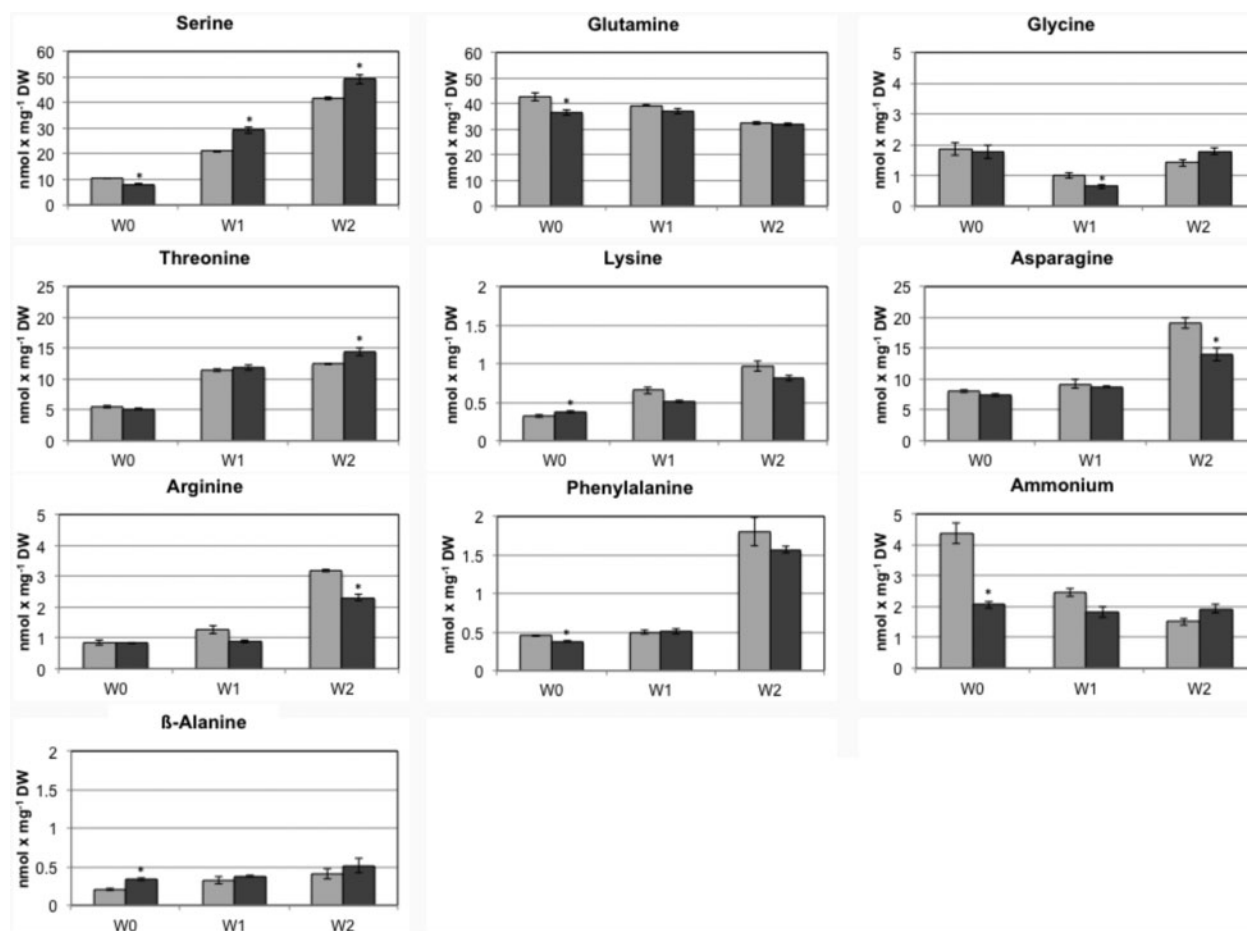 Serine
nmol x mg⁻¹ DW
60
50
40
30
20
10
0
*
*
*
W0 W1 W2
Glutamine
nmol x mg⁻¹ DW
60
50
40
30
20
10
0
*
W0 W1 W2
Glycine
nmol x mg⁻¹ DW
5
4
3
2
1
0
*
W0 W1 W2
Threonine
nmol x mg⁻¹ DW
25
20
15
10
5
0
*
W0 W1 W2
Lysine
nmol x mg⁻¹ DW
2
1.5
1
0.5
0
*
W0 W1 W2
Asparagine
nmol x mg⁻¹ DW
25
20
15
10
5
0
*
W0 W1 W2
Arginine
nmol x mg⁻¹ DW
5
4
3
2
1
0
*
W0 W1 W2
Phenylalanine
nmol x mg⁻¹ DW
2
1.5
1
0.5
0
*
W0 W1 W2
Ammonium
nmol x mg⁻¹ DW
5
4
3
2
1
0
*
W0 W1 W2
ß-Alanine
nmol x mg⁻¹ DW
2
1.5
1
0.5
0
*
W0 W1 W2